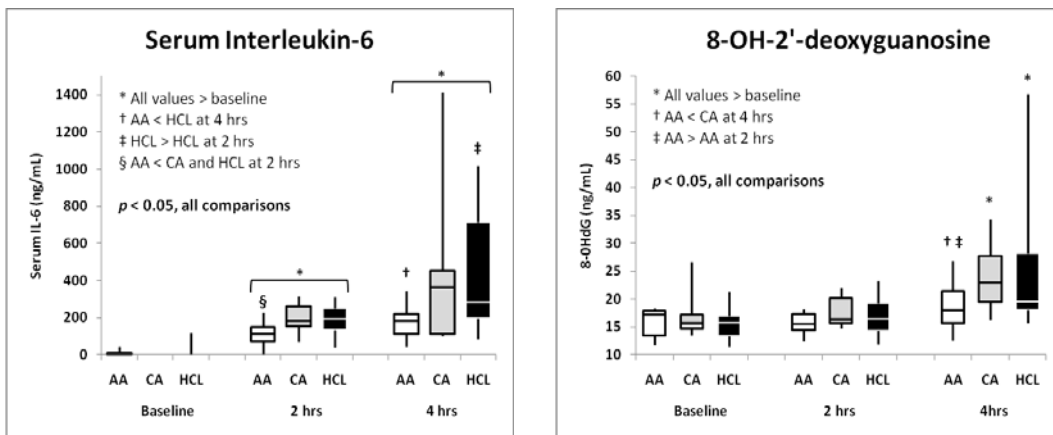 Serum Interleukin-6
Serum IL-6 (ng/mL)
1400
1200
1000
800
600
400
200
0
* All values > baseline
† AA < HCL at 4 hrs
‡ HCL > HCL at 2 hrs
§ AA < CA and HCL at 2 hrs
p < 0.05, all comparisons
*
‡
*
†
§
AA CA HCL AA CA HCL AA CA HCL
Baseline 2 hrs 4 hrs
8-OH-2'-deoxyguanosine
8-0HdG (ng/mL)
60
55
50
45
40
35
30
25
20
15
10
* All values > baseline
† AA < CA at 4 hrs
‡ AA > AA at 2 hrs
p < 0.05, all comparisons
*
*
† ‡
AA CA HCL AA CA HCL AA CA HCL
Baseline 2 hrs 4hrs